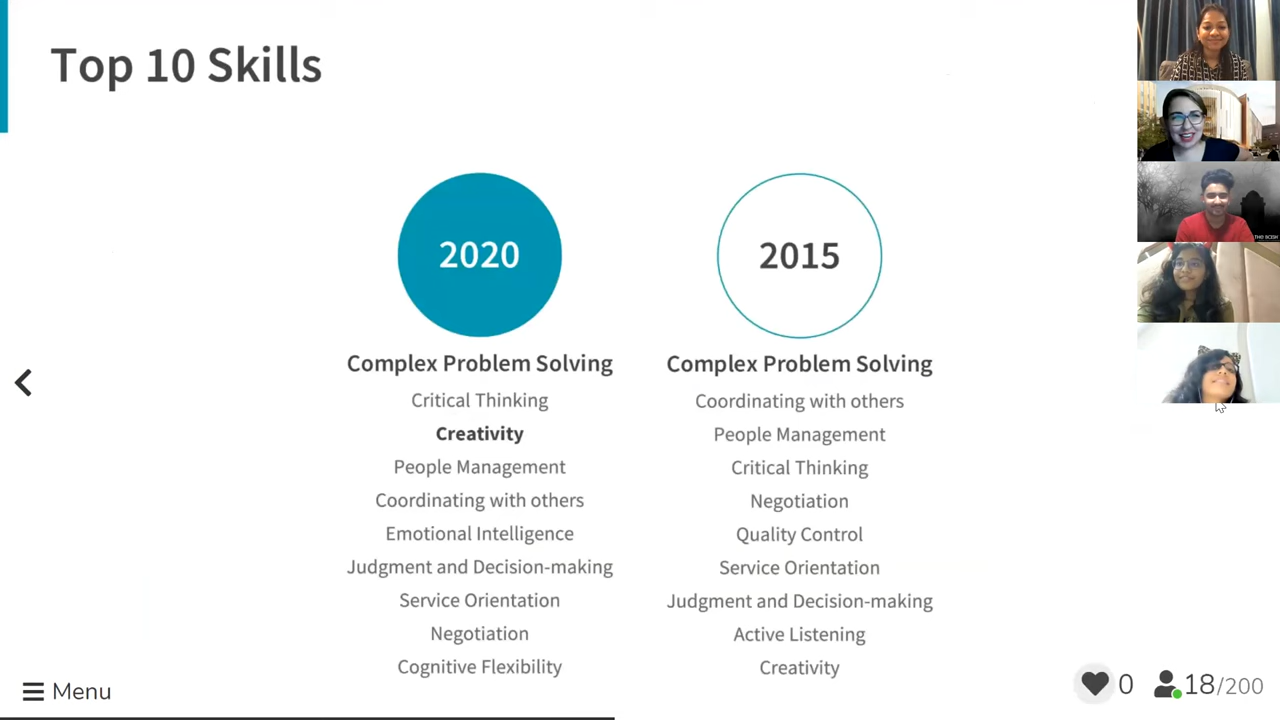 Top 10 Skills
2020
Complex Problem Solving
Critical Thinking
Creativity
People Management
Coordinating with others
Emotional Intelligence
Judgment and Decision-making
Service Orientation
Negotiation
Cognitive Flexibility
2015
Complex Problem Solving
Coordinating with others
People Management
Critical Thinking
Negotiation
Quality Control
Service Orientation
Judgment and Decision-making
Active Listening
Creativity
Menu
0
18/200